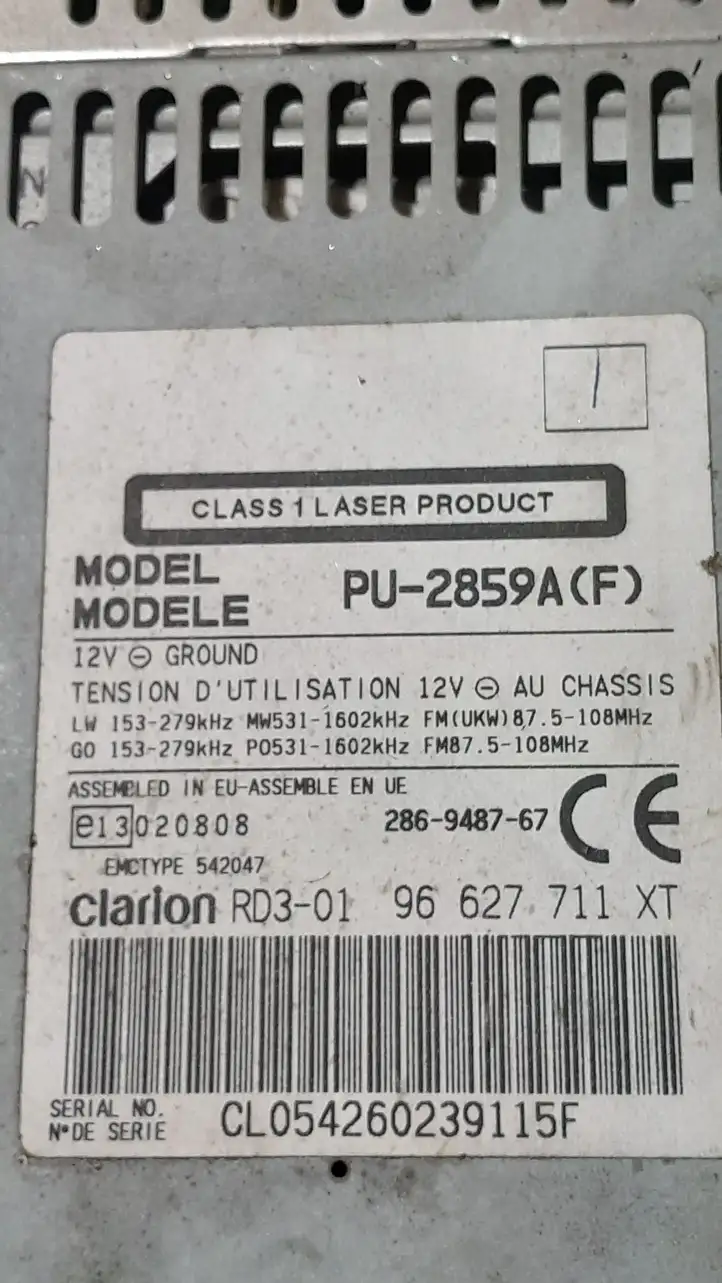 CLASS 1 LASER PRODUCT
MODEL
MODELE PU-2859A(F)
12V ⊖ GROUND
TENSION D'UTILISATION 12V ⊖ AU CHASSIS
LW 153-279kHz MW531-1602kHz FM(UKW)87.5-108MHz
GO 153-279kHz PO531-1602kHz FM87.5-108MHz
ASSEMBLED IN EU-ASSEMBLE EN UE
e13 020808 286-9487-67 CE
EMCTYPE 542047
clarion RD3-01 96 627 711 XT
SERIAL NO.
N° DE SERIE CL054260239115F